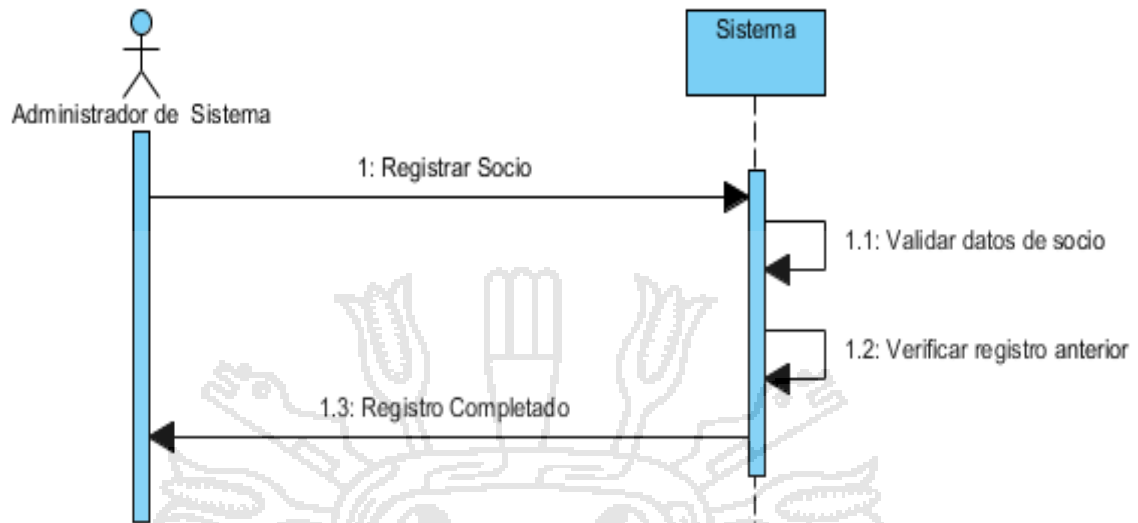 Sistema
Administrador de Sistema
1: Registrar Socio
1.1: Validar datos de socio
1.2: Verificar registro anterior
1.3: Registro Completado